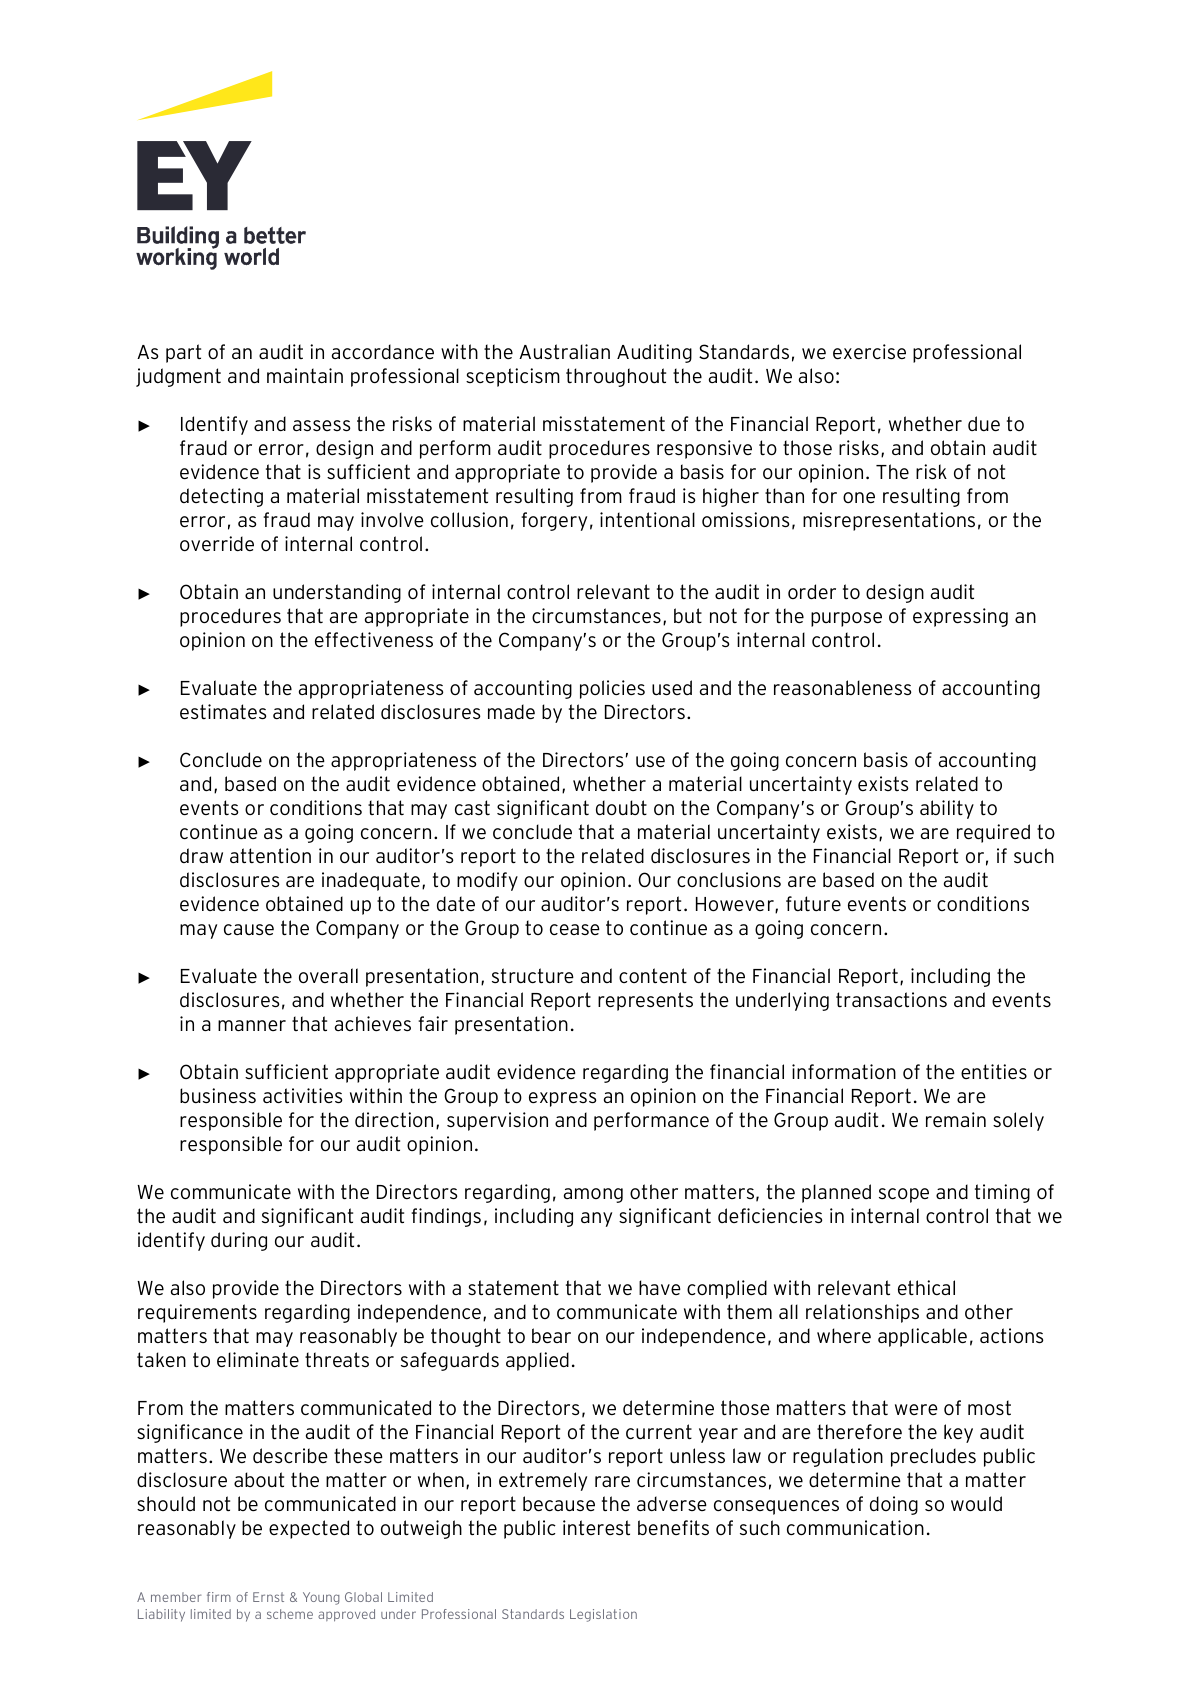 EY
Building a better
working world
As part of an audit in accordance with the Australian Auditing Standards, we exercise professional
judgment and maintain professional scepticism throughout the audit. We also:
► Identify and assess the risks of material misstatement of the Financial Report, whether due to
fraud or error, design and perform audit procedures responsive to those risks, and obtain audit
evidence that is sufficient and appropriate to provide a basis for our opinion. The risk of not
detecting a material misstatement resulting from fraud is higher than for one resulting from
error, as fraud may involve collusion, forgery, intentional omissions, misrepresentations, or the
override of internal control.
► Obtain an understanding of internal control relevant to the audit in order to design audit
procedures that are appropriate in the circumstances, but not for the purpose of expressing an
opinion on the effectiveness of the Company’s or the Group’s internal control.
► Evaluate the appropriateness of accounting policies used and the reasonableness of accounting
estimates and related disclosures made by the Directors.
► Conclude on the appropriateness of the Directors’ use of the going concern basis of accounting
and, based on the audit evidence obtained, whether a material uncertainty exists related to
events or conditions that may cast significant doubt on the Company’s or Group’s ability to
continue as a going concern. If we conclude that a material uncertainty exists, we are required to
draw attention in our auditor’s report to the related disclosures in the Financial Report or, if such
disclosures are inadequate, to modify our opinion. Our conclusions are based on the audit
evidence obtained up to the date of our auditor’s report. However, future events or conditions
may cause the Company or the Group to cease to continue as a going concern.
► Evaluate the overall presentation, structure and content of the Financial Report, including the
disclosures, and whether the Financial Report represents the underlying transactions and events
in a manner that achieves fair presentation.
► Obtain sufficient appropriate audit evidence regarding the financial information of the entities or
business activities within the Group to express an opinion on the Financial Report. We are
responsible for the direction, supervision and performance of the Group audit. We remain solely
responsible for our audit opinion.
We communicate with the Directors regarding, among other matters, the planned scope and timing of
the audit and significant audit findings, including any significant deficiencies in internal control that we
identify during our audit.
We also provide the Directors with a statement that we have complied with relevant ethical
requirements regarding independence, and to communicate with them all relationships and other
matters that may reasonably be thought to bear on our independence, and where applicable, actions
taken to eliminate threats or safeguards applied.
From the matters communicated to the Directors, we determine those matters that were of most
significance in the audit of the Financial Report of the current year and are therefore the key audit
matters. We describe these matters in our auditor’s report unless law or regulation precludes public
disclosure about the matter or when, in extremely rare circumstances, we determine that a matter
should not be communicated in our report because the adverse consequences of doing so would
reasonably be expected to outweigh the public interest benefits of such communication.
A member firm of Ernst & Young Global Limited
Liability limited by a scheme approved under Professional Standards Legislation